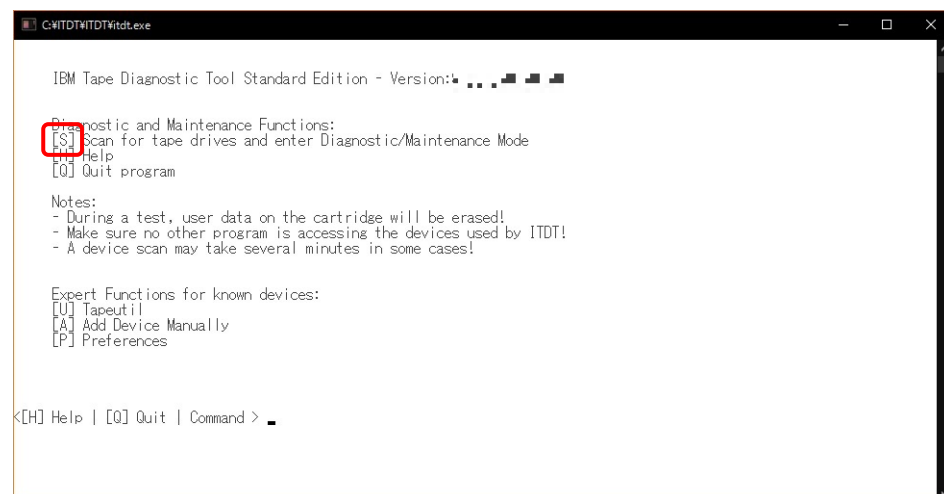 C:¥ITDT¥ITDT¥itdt.exe
IBM Tape Diagnostic Tool Standard Edition - Version:
Diagnostic and Maintenance Functions:
[S] Scan for tape drives and enter Diagnostic/Maintenance Mode
[H] Help
[Q] Quit program
Notes:
- During a test, user data on the cartridge will be erased!
- Make sure no other program is accessing the devices used by ITDT!
- A device scan may take several minutes in some cases!
Expert Functions for known devices:
[U] Tapeutil
[A] Add Device Manually
[P] Preferences
<[H] Help | [Q] Quit | Command > _